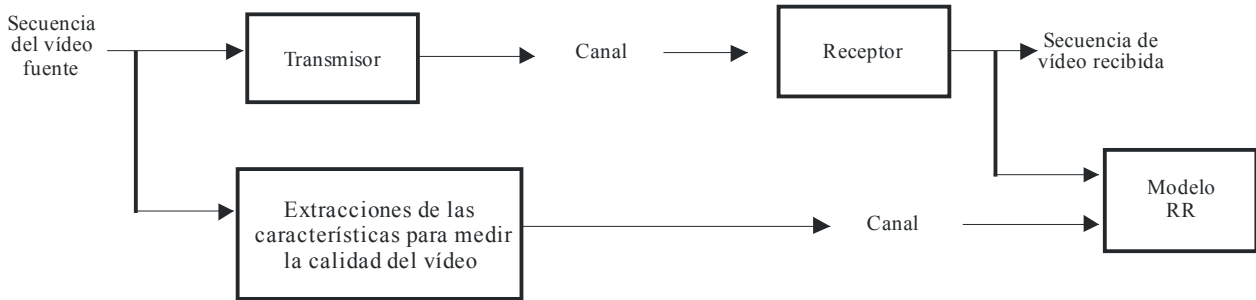 Secuencia
del vídeo
fuente
Transmisor
Canal
Receptor
Secuencia de
vídeo recibida
Extracciones de las
características para medir
la calidad del vídeo
Canal
Modelo
RR